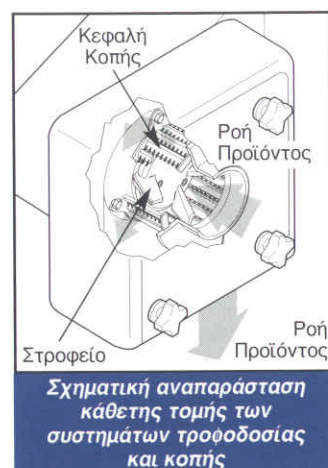 Κεφαλή
Κοπής
Ροή
Προϊόντος
Στροφείο
Ροή
Προϊόντος
Σχηματική αναπαράσταση
κάθετης τομής των
συστημάτων τροφοδοσίας
και κοπής